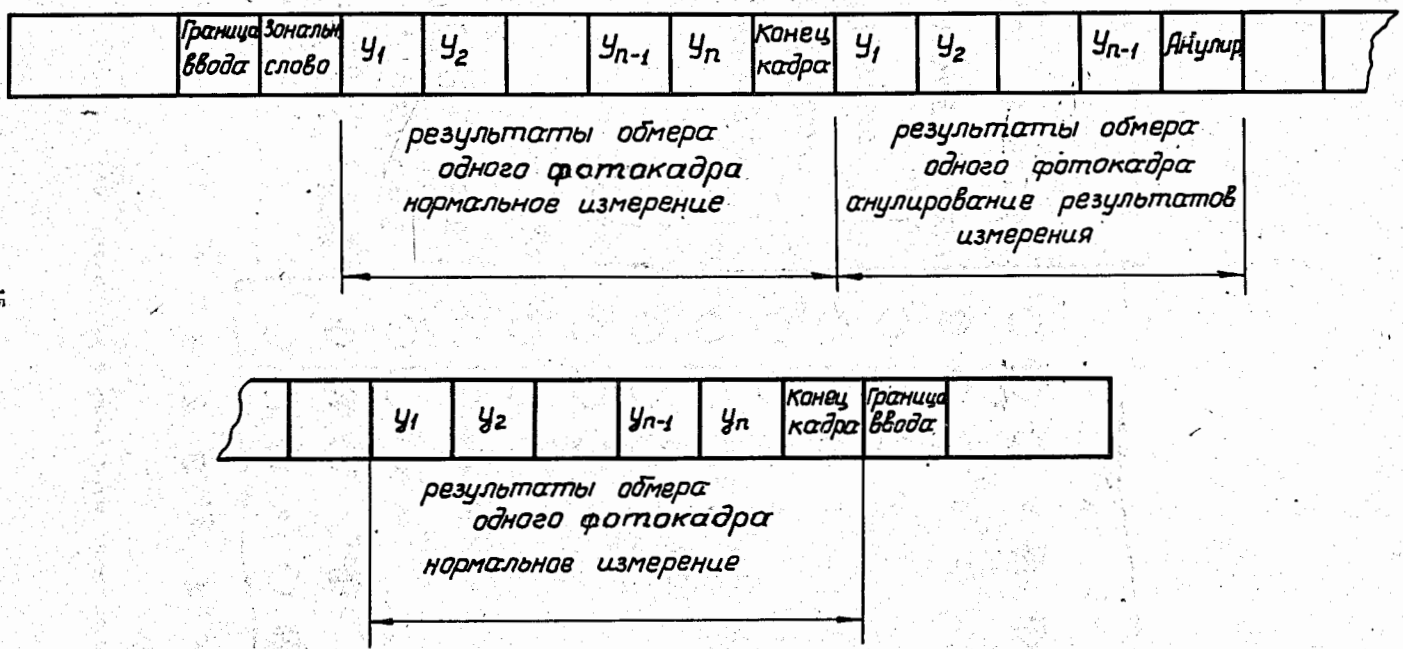 Граница ввода
Зональн слово
У₁
У₂
Уₙ₋₁
Уₙ
Конец кадра
У₁
У₂
Уₙ₋₁
Анулир
результаты обмера
одного фотокадра
нормальное измерение
результаты обмера
одного фотокадра
анулирование результатов
измерения
У₁
У₂
Уₙ₋₁
Уₙ
Конец кадра
Граница ввода
результаты обмера
одного фотокадра
нормальное измерение